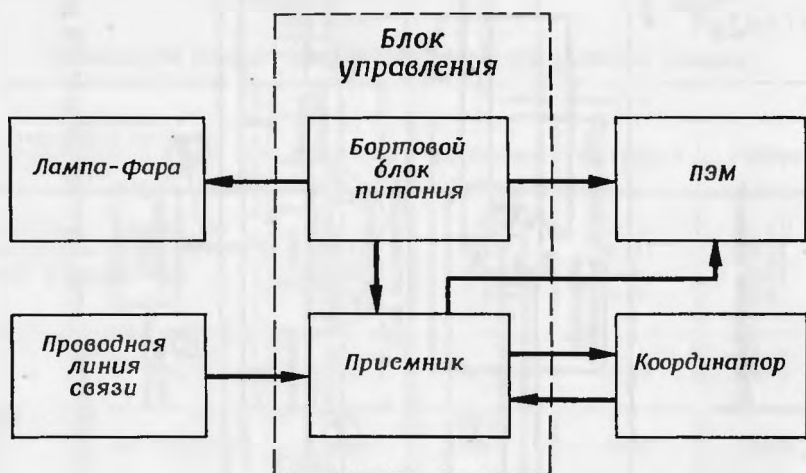 Блок
управления
Лампа-фара
Бортовой
блок
питания
ПЭМ
Проводная
линия
связи
Приемник
Координатор